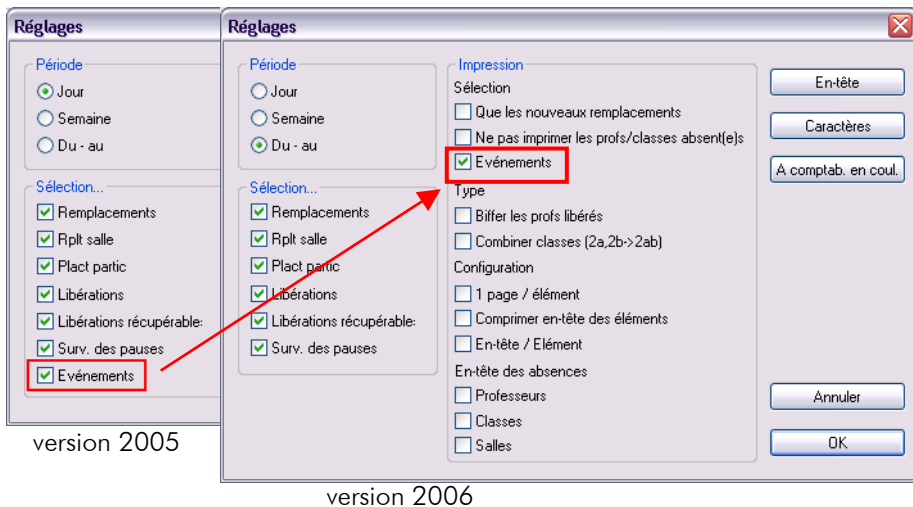 Réglages
Période
Jour
Semaine
Du - au
Sélection...
Remplacements
Rplt salle
Plact partic
Libérations
Libérations récupérable:
Surv. des pauses
Evénements
version 2005
Réglages
Période
Jour
Semaine
Du - au
Sélection...
Remplacements
Rplt salle
Plact partic
Libérations
Libérations récupérable:
Surv. des pauses
Impression
Sélection
Que les nouveaux remplacements
Ne pas imprimer les profs/classes absent(e)s
Evénements
Type
Biffer les profs libérés
Combiner classes (2a,2b->2ab)
Configuration
1 page / élément
Comprimer en-tête des éléments
En-tête / Elément
En-tête des absences
Professeurs
Classes
Salles
En-tête
Caractères
A comptab. en coul.
Annuler
OK
version 2006